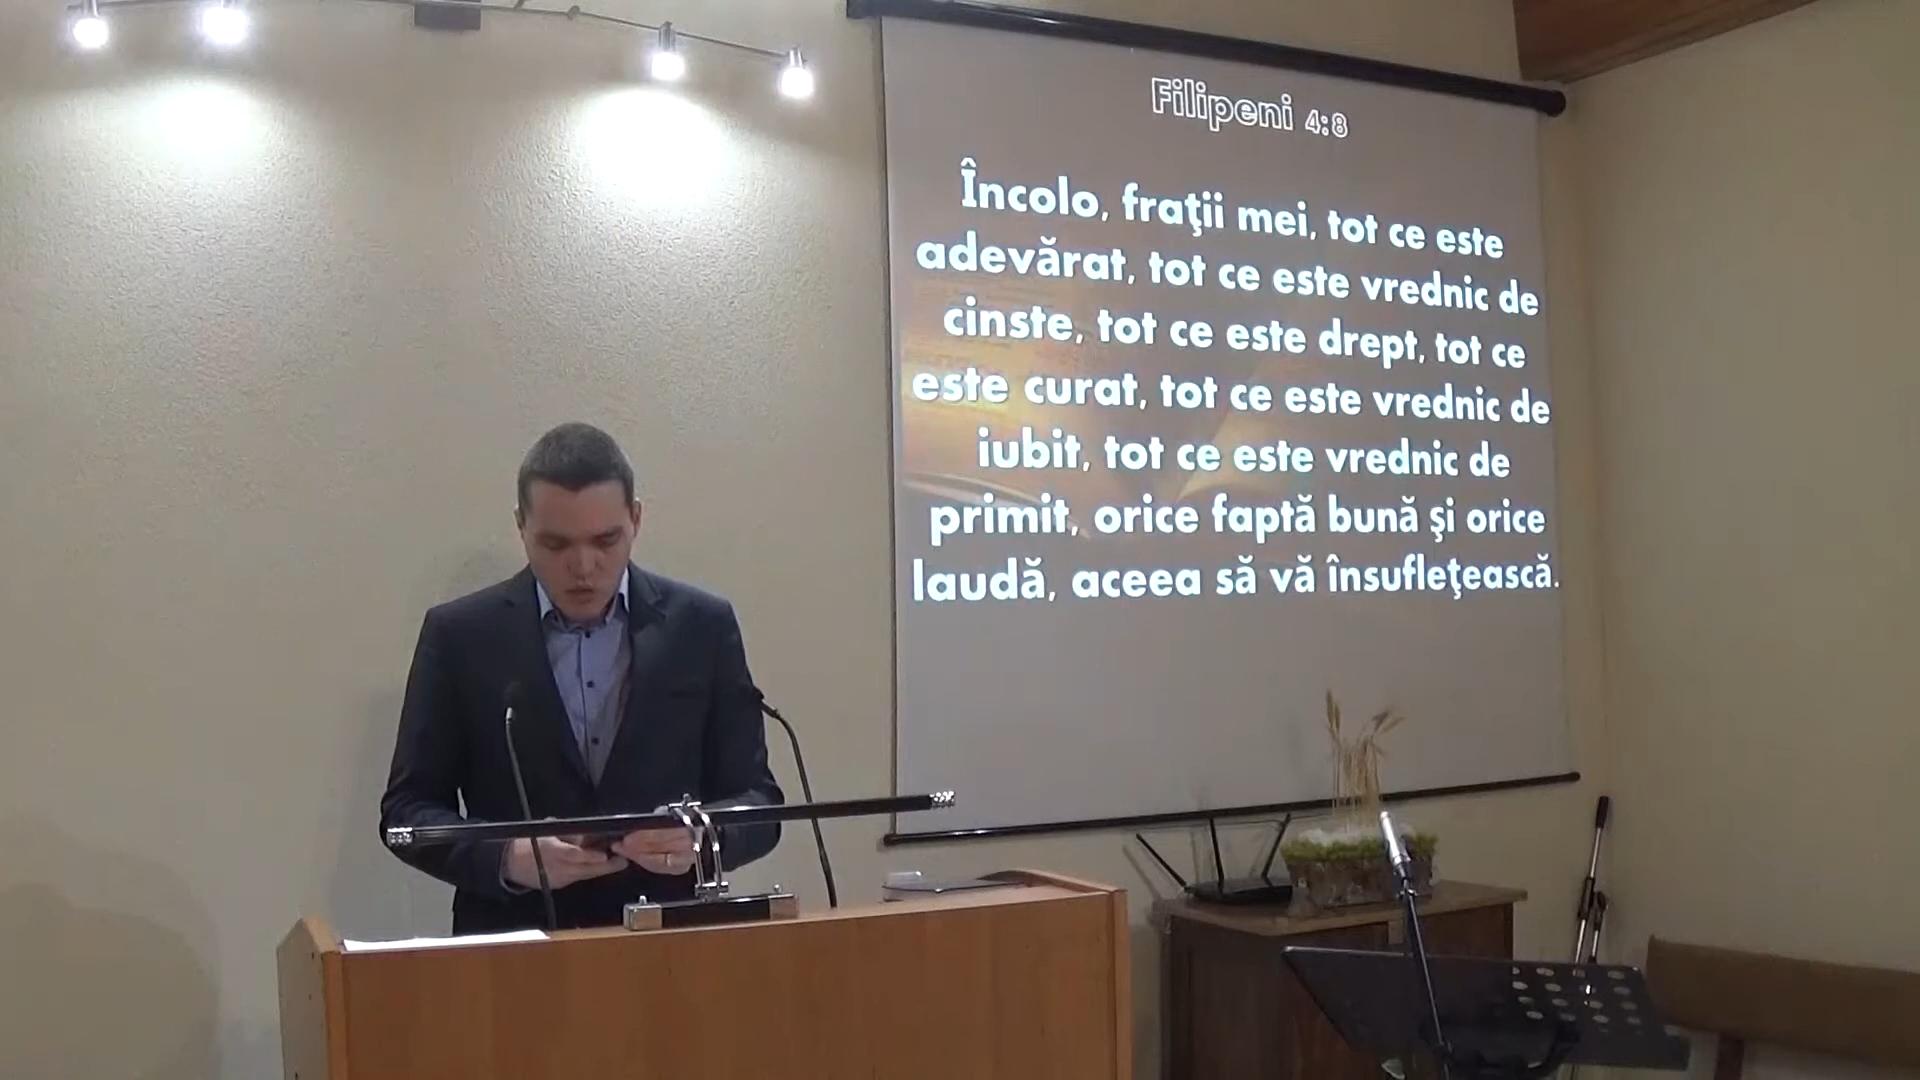 Filipeni 4:8
Încolo, fraţii mei, tot ce este
adevărat, tot ce este vrednic de
cinste, tot ce este drept, tot ce
este curat, tot ce este vrednic de
iubit, tot ce este vrednic de
primit, orice faptă bună şi orice
laudă, aceea să vă însufleţească.